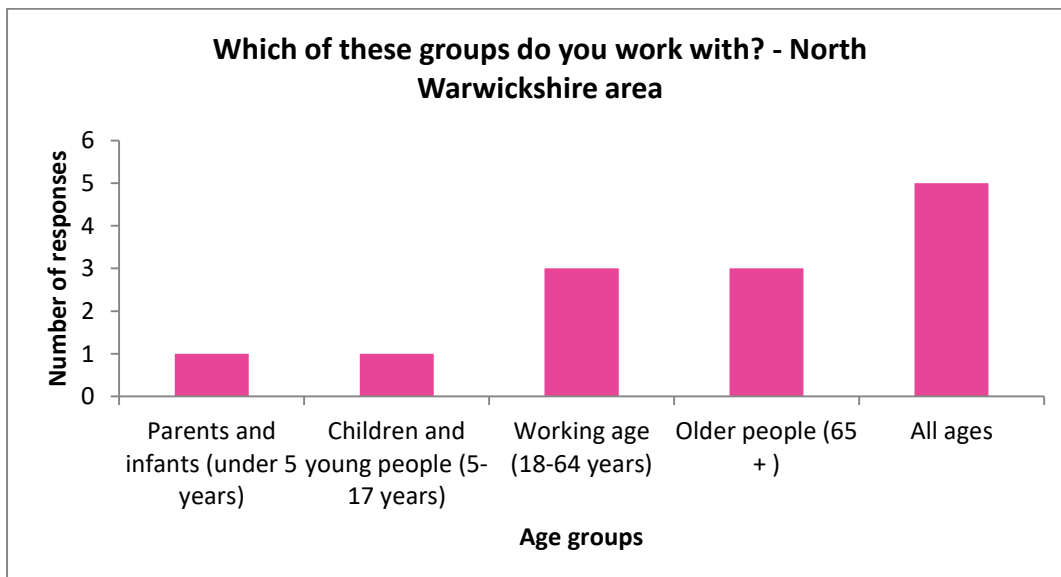 Which of these groups do you work with? - North
Warwickshire area
Number of responses
6
5
4
3
2
1
0
Parents and
infants (under 5
years)
Children and
young people (5-
17 years)
Working age
(18-64 years)
Older people (65
+ )
All ages
Age groups